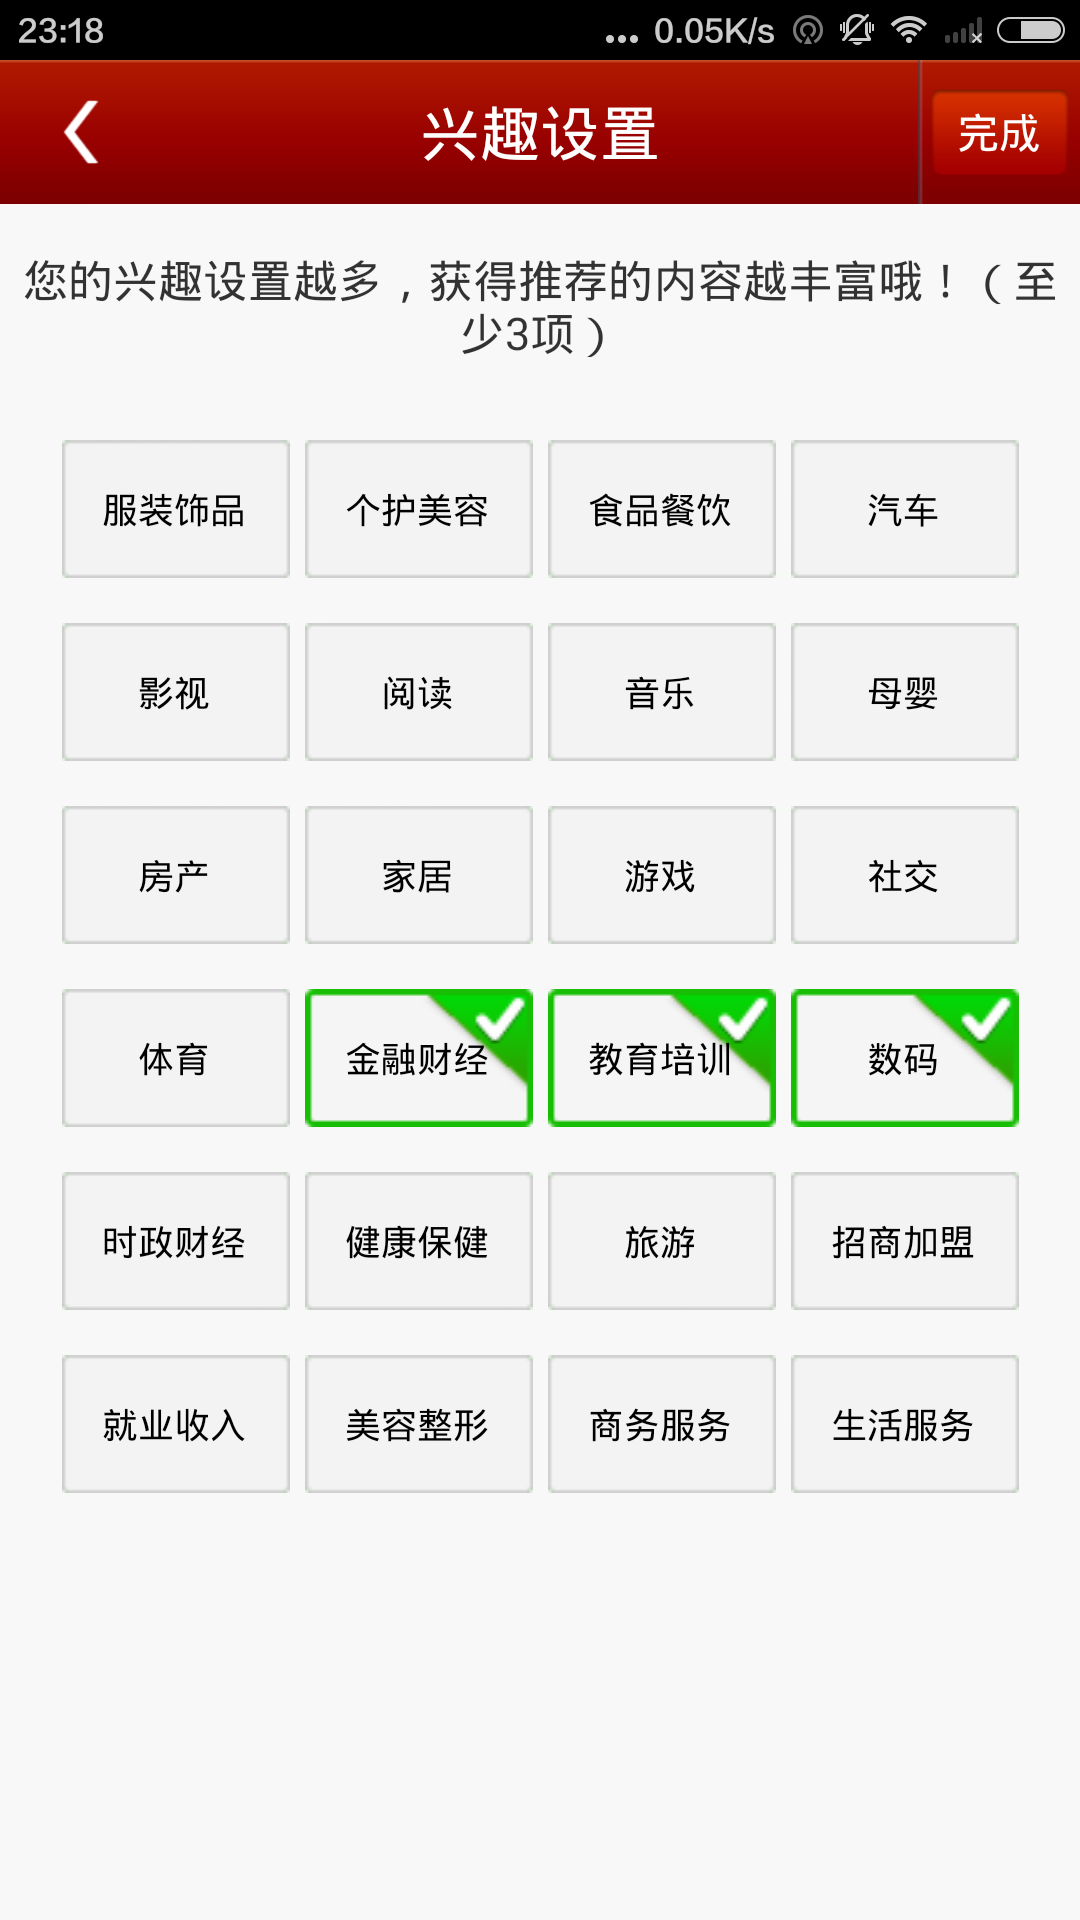 23:18 ... 0.05K/s
兴趣设置 完成
您的兴趣设置越多，获得推荐的内容越丰富哦！（至
少3项）
服装饰品 个护美容 食品餐饮 汽车
影视 阅读 音乐 母婴
房产 家居 游戏 社交
体育 金融财经 教育培训 数码
时政财经 健康保健 旅游 招商加盟
就业收入 美容整形 商务服务 生活服务